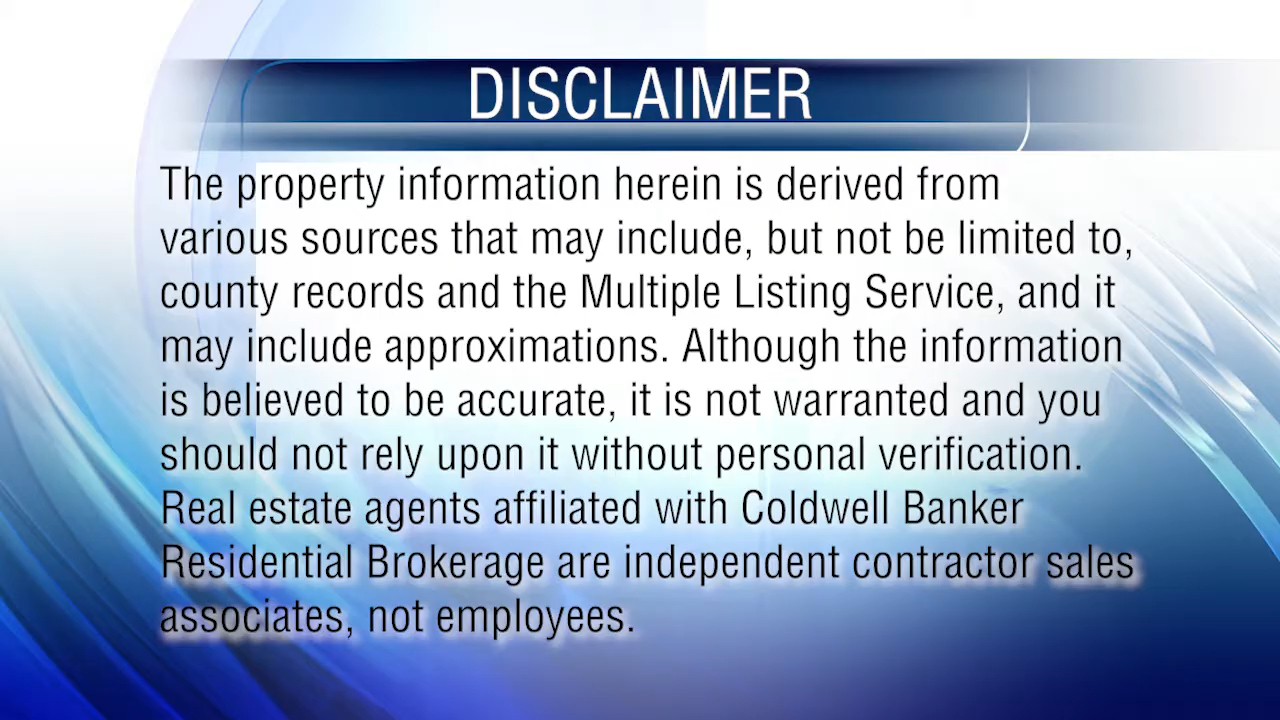 DISCLAIMER
The property information herein is derived from
various sources that may include, but not be limited to,
county records and the Multiple Listing Service, and it
may include approximations. Although the information
is believed to be accurate, it is not warranted and you
should not rely upon it without personal verification.
Real estate agents affiliated with Coldwell Banker
Residential Brokerage are independent contractor sales
associates, not employees.